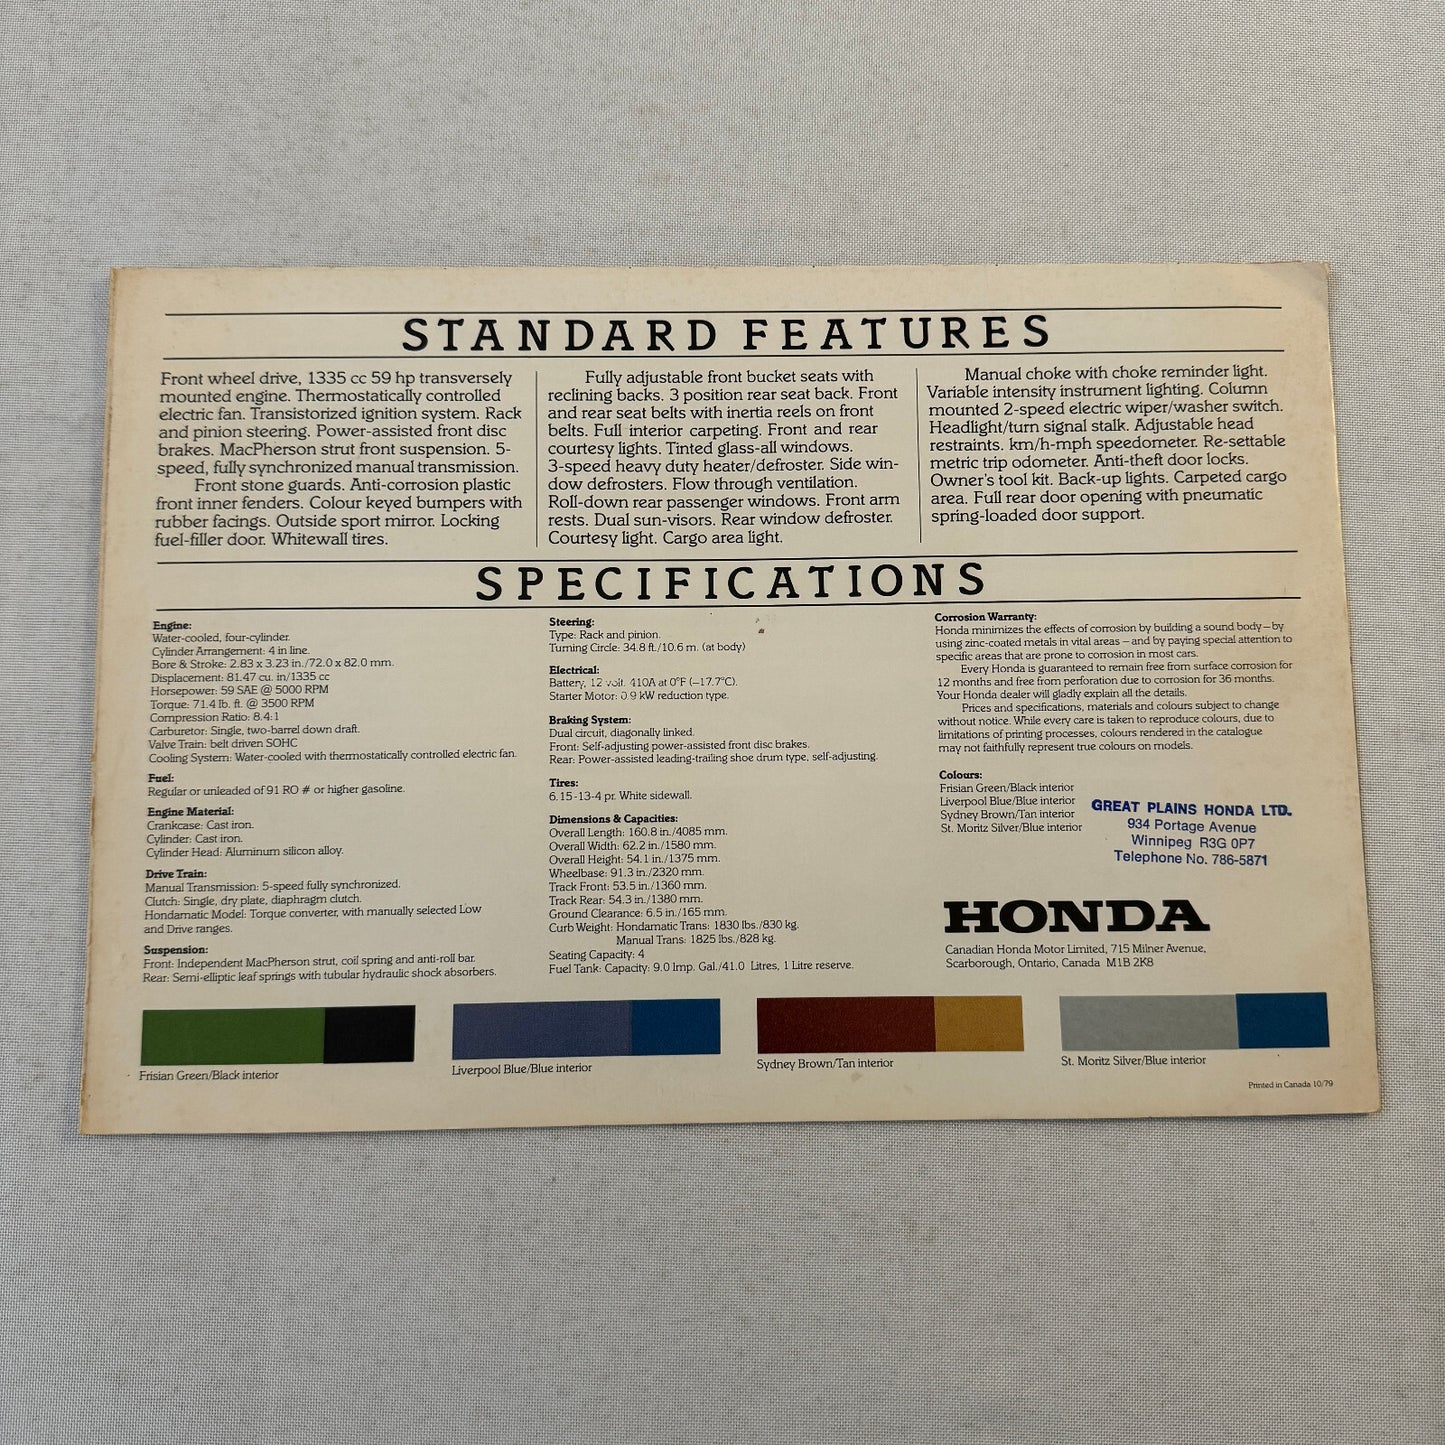 STANDARD FEATURES
Front wheel drive, 1335 cc 59 hp transversely
mounted engine. Thermostatically controlled
electric fan. Transistorized ignition system. Rack
and pinion steering. Power-assisted front disc
brakes. MacPherson strut front suspension. 5-
speed, fully synchronized manual transmission.
Front stone guards. Anti-corrosion plastic
front inner fenders. Colour keyed bumpers with
rubber facings. Outside sport mirror. Locking
fuel-filler door. Whitewall tires.
Fully adjustable front bucket seats with
reclining backs. 3 position rear seat back. Front
and rear seat belts with inertia reels on front
belts. Full interior carpeting. Front and rear
courtesy lights. Tinted glass-all windows.
3-speed heavy duty heater/defroster. Side win-
dow defrosters. Flow through ventilation.
Roll-down rear passenger windows. Front arm
rests. Dual sun-visors. Rear window defroster.
Courtesy light. Cargo area light.
Manual choke with choke reminder light.
Variable intensity instrument lighting. Column
mounted 2-speed electric wiper/washer switch.
Headlight/turn signal stalk. Adjustable head
restraints. km/h-mph speedometer. Re-settable
metric trip odometer. Anti-theft door locks.
Owner's tool kit. Back-up lights. Carpeted cargo
area. Full rear door opening with pneumatic
spring-loaded door support.
SPECIFICATIONS
Engine:
Water-cooled, four-cylinder.
Cylinder Arrangement: 4 in line.
Bore & Stroke: 2.83 x 3.23 in./72.0 x 82.0 mm.
Displacement: 81.47 cu. in/1335 cc
Horsepower: 59 SAE @ 5000 RPM
Torque: 71.4 lb. ft. @ 3500 RPM
Compression Ratio: 8.4:1
Carburetor: Single, two-barrel down draft.
Valve Train: belt driven SOHC
Cooling System: Water-cooled with thermostatically controlled electric fan.
Fuel:
Regular or unleaded of 91 RO # or higher gasoline.
Engine Material:
Crankcase: Cast iron.
Cylinder: Cast iron.
Cylinder Head: Aluminum silicon alloy.
Drive Train:
Manual Transmission: 5-speed fully synchronized.
Clutch: Single, dry plate, diaphragm clutch.
Hondamatic Model: Torque converter, with manually selected Low
and Drive ranges.
Suspension:
Front: Independent MacPherson strut, coil spring and anti-roll bar.
Rear: Semi-elliptic leaf springs with tubular hydraulic shock absorbers.
Steering:
Type: Rack and pinion.
Turning Circle: 34.8 ft./10.6 m. (at body)
Electrical:
Battery, 12 volt. 410A at 0°F (–17.7°C).
Starter Motor: 0.9 kW reduction type.
Braking System:
Dual circuit, diagonally linked.
Front: Self-adjusting power-assisted front disc brakes.
Rear: Power-assisted leading-trailing shoe drum type, self-adjusting.
Tires:
6.15-13-4 pr. White sidewall.
Dimensions & Capacities:
Overall Length: 160.8 in./4085 mm.
Overall Width: 62.2 in./1580 mm.
Overall Height: 54.1 in./1375 mm.
Wheelbase: 91.3 in./2320 mm.
Track Front: 53.5 in./1360 mm.
Track Rear: 54.3 in./1380 mm.
Ground Clearance: 6.5 in./165 mm.
Curb Weight: Hondamatic Trans: 1830 lbs./830 kg.
Manual Trans: 1825 lbs./828 kg.
Seating Capacity: 4
Fuel Tank: Capacity: 9.0 Imp. Gal./41.0 Litres, 1 Litre reserve.
Corrosion Warranty:
Honda minimizes the effects of corrosion by building a sound body – by
using zinc-coated metals in vital areas – and by paying special attention to
specific areas that are prone to corrosion in most cars.
Every Honda is guaranteed to remain free from surface corrosion for
12 months and free from perforation due to corrosion for 36 months.
Your Honda dealer will gladly explain all the details.
Prices and specifications, materials and colours subject to change
without notice. While every care is taken to reproduce colours, due to
limitations of printing processes, colours rendered in the catalogue
may not faithfully represent true colours on models.
Colours:
Frisian Green/Black interior
Liverpool Blue/Blue interior
Sydney Brown/Tan interior
St. Moritz Silver/Blue interior
GREAT PLAINS HONDA LTD.
934 Portage Avenue
Winnipeg R3G 0P7
Telephone No. 786-5871
HONDA
Canadian Honda Motor Limited, 715 Milner Avenue,
Scarborough, Ontario, Canada M1B 2K8
Frisian Green/Black interior
Liverpool Blue/Blue interior
Sydney Brown/Tan interior
St. Moritz Silver/Blue interior
Printed in Canada 10/79